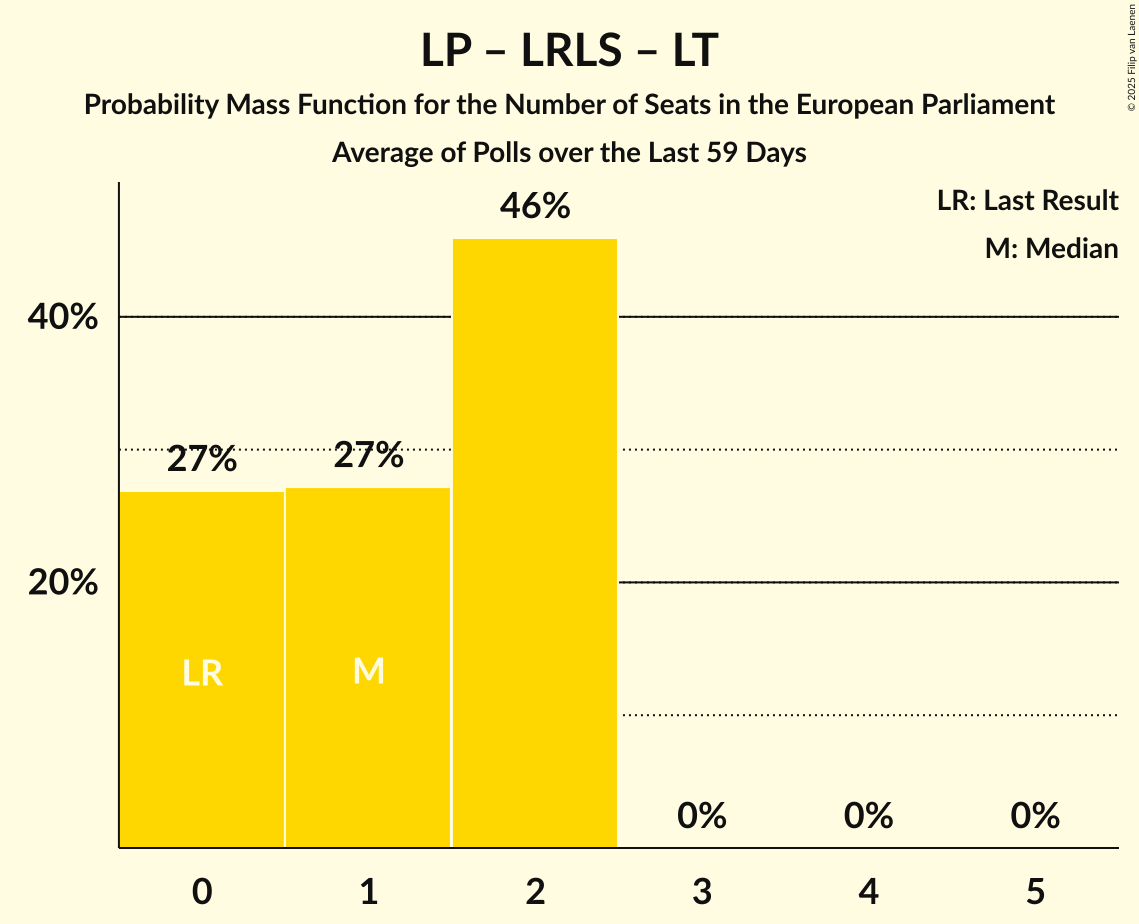 LP – LRLS – LT
Probability Mass Function for the Number of Seats in the European Parliament
Average of Polls over the Last 59 Days
© 2025 Filip van Laenen
LR: Last Result
M: Median
46%
40%
27%
27%
20%
LR
M
0%
0%
0%
0
1
2
3
4
5